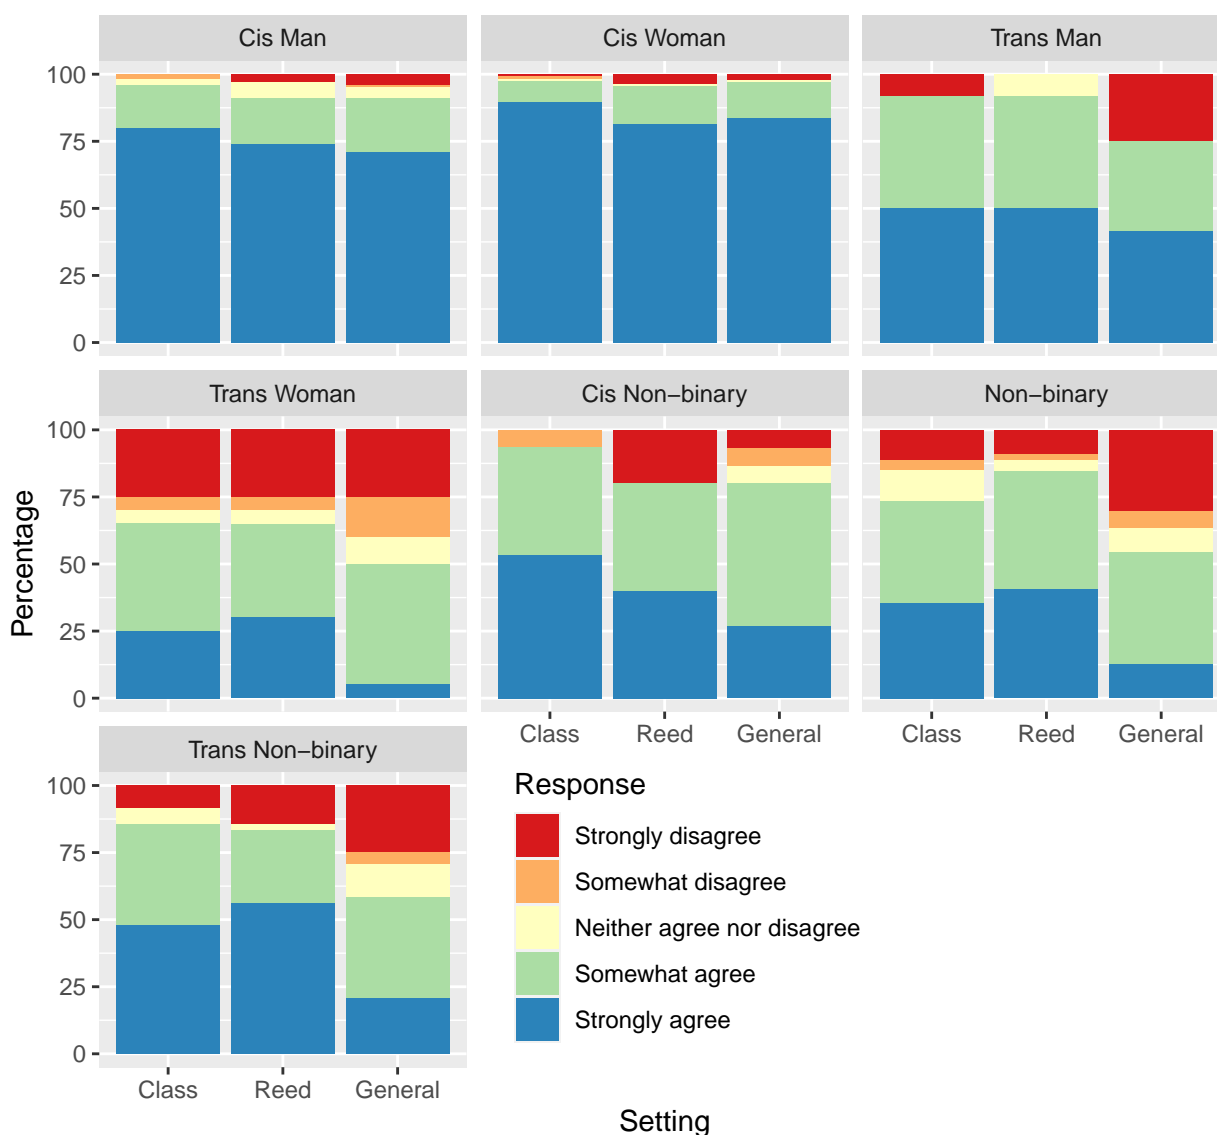 Cis Man
Cis Woman
Trans Man
100
75
50
25
0
Trans Woman
Cis Non−binary
Non−binary
100
75
50
25
0
Percentage
Class Reed General
Class Reed General
Trans Non−binary
100
75
50
25
0
Class Reed General
Response
Strongly disagree
Somewhat disagree
Neither agree nor disagree
Somewhat agree
Strongly agree
Setting